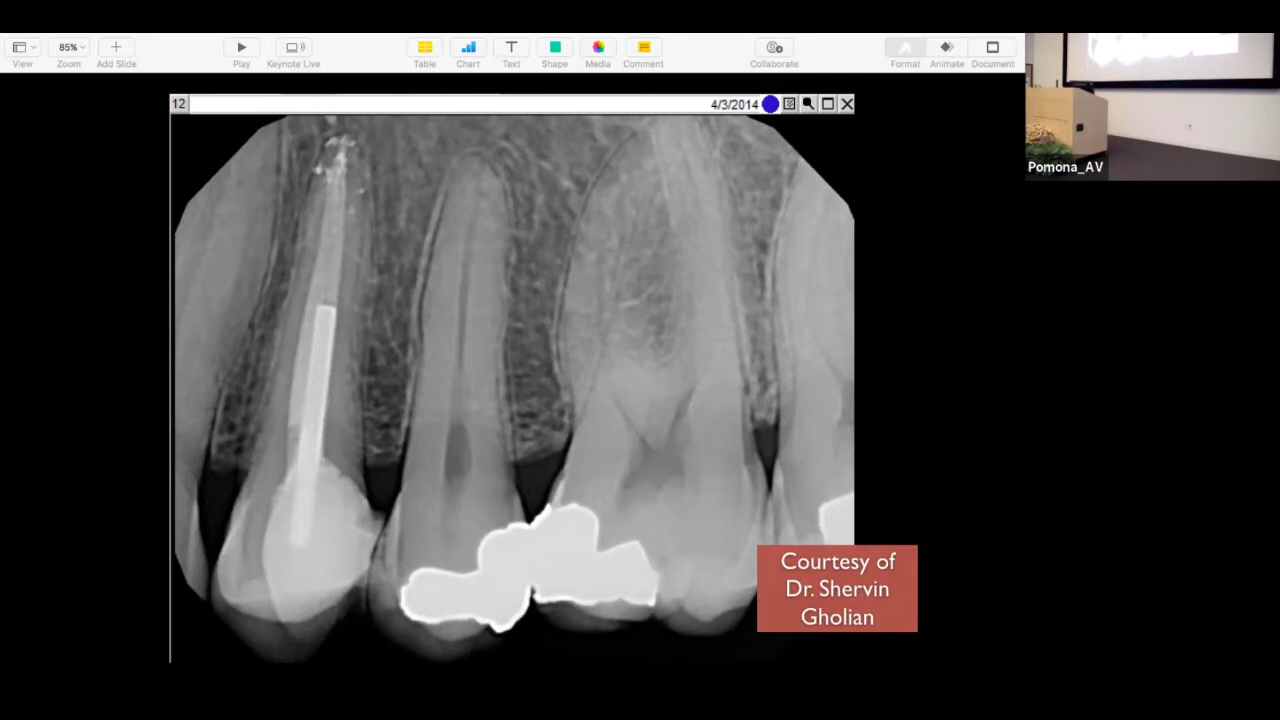 85%
View
Zoom
Add Slide
Play
Keynote Live
Table
Chart
Text
Shape
Media
Comment
Collaborate
Format
Animate
Document
T
12
4/3/2014
Pomona_AV
Courtesy of
Dr. Shervin
Gholian